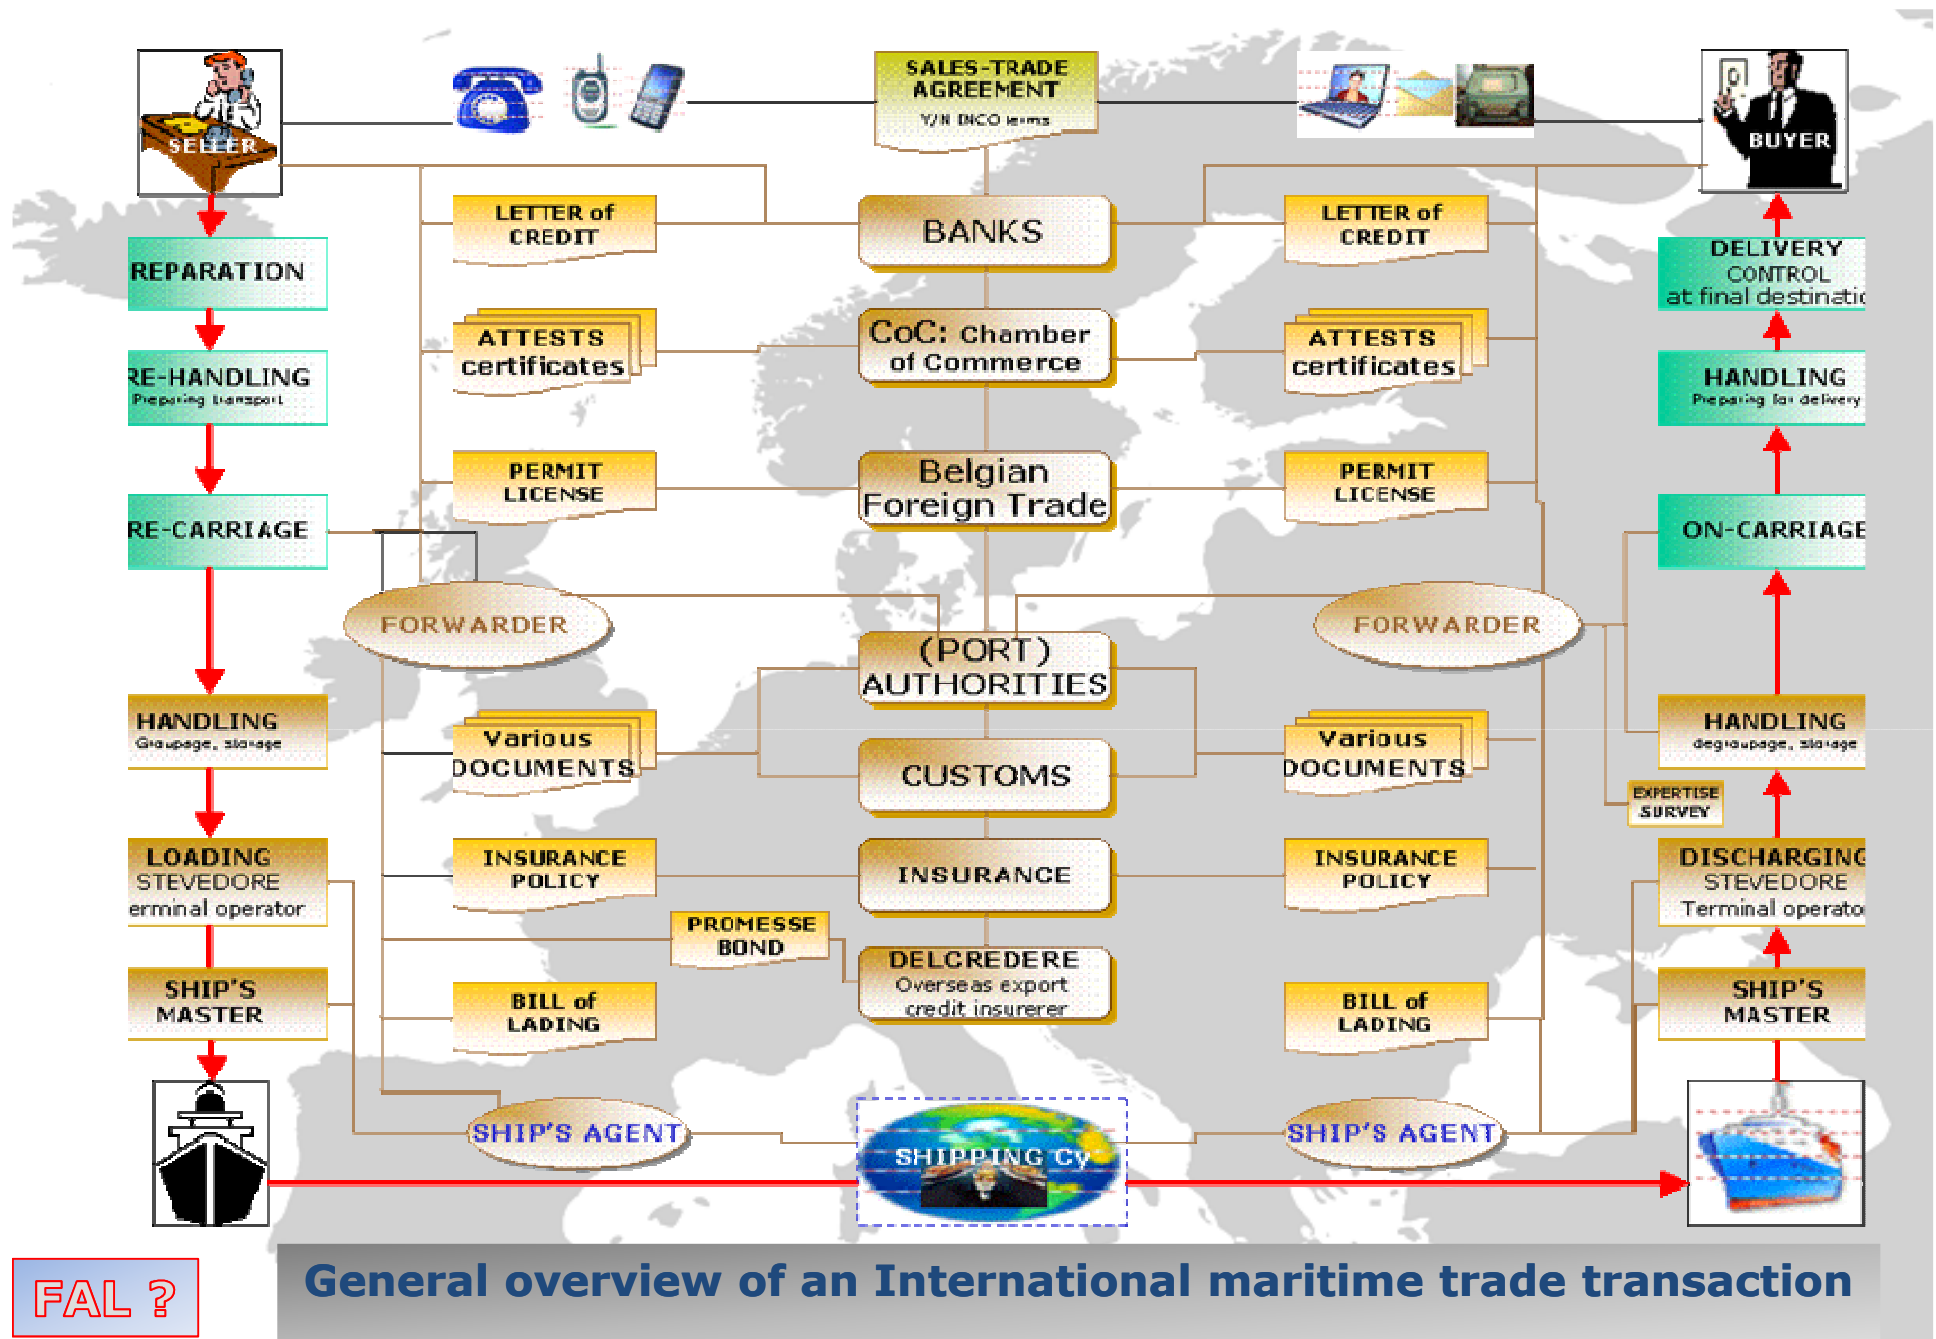 SALES-TRADE
AGREEMENT
Y/N INCO terms
SELLER
BUYER
LETTER of
CREDIT
BANKS
LETTER of
CREDIT
REPARATION
DELIVERY
CONTROL
at final destinatio
ATTESTS
certificates
CoC: Chamber
of Commerce
ATTESTS
certificates
RE-HANDLING
Preparing transport
HANDLING
Preparing for delivery
PERMIT
LICENSE
Belgian
Foreign Trade
PERMIT
LICENSE
RE-CARRIAGE
ON-CARRIAGE
FORWARDER
FORWARDER
(PORT)
AUTHORITIES
HANDLING
Groupage, storage
Various
DOCUMENTS
CUSTOMS
Various
DOCUMENTS
HANDLING
degroupage, storage
EXPERTISE
SURVEY
LOADING
STEVEDORE
erminal operator
INSURANCE
POLICY
INSURANCE
INSURANCE
POLICY
DISCHARGING
STEVEDORE
Terminal operato
PROMESSE
BOND
DELCREDERE
Overseas export
credit insurerer
SHIP'S
MASTER
BILL of
LADING
BILL of
LADING
SHIP'S
MASTER
SHIP'S AGENT
SHIPPING Cy
SHIP'S AGENT
FAL ?
General overview of an International maritime trade transaction